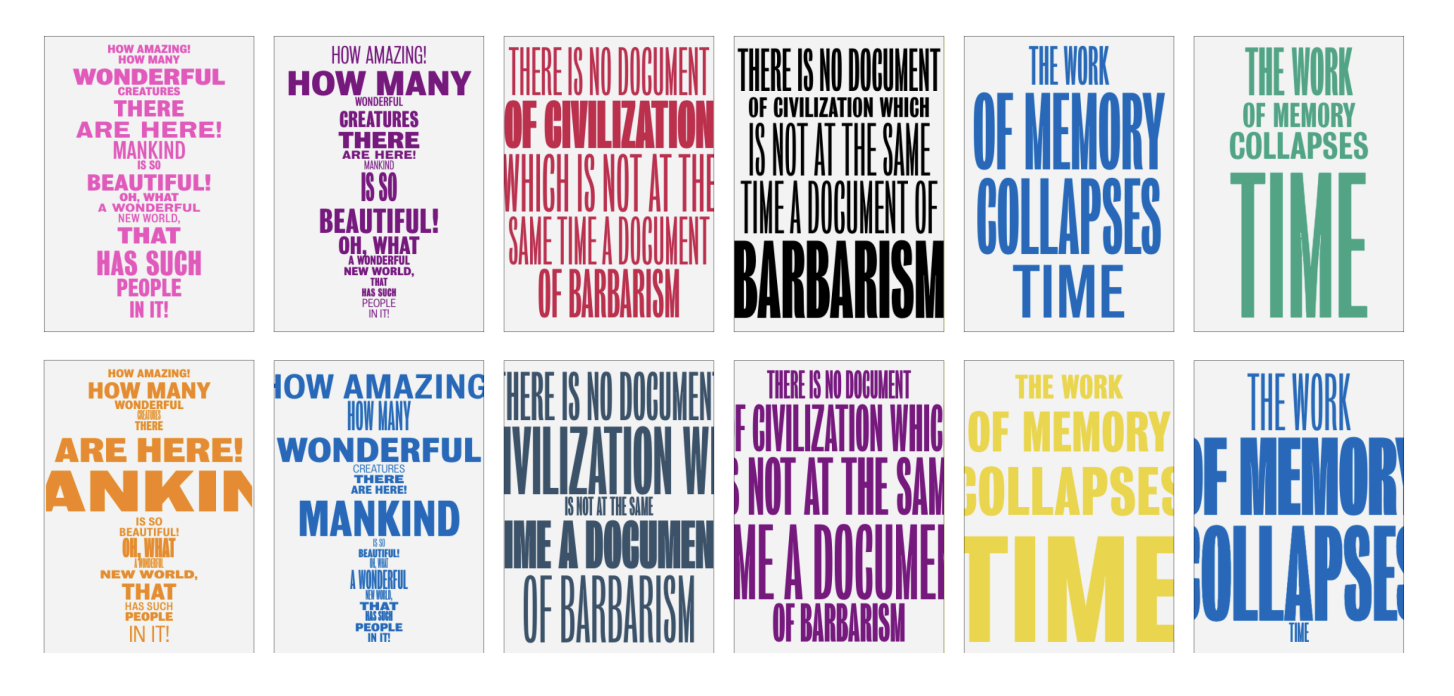 HOW AMAZING!
HOW MANY
WONDERFUL
CREATURES
THERE
ARE HERE!
MANKIND
IS SO
BEAUTIFUL!
OH, WHAT
A WONDERFUL
NEW WORLD,
THAT
HAS SUCH
PEOPLE
IN IT!
HOW AMAZING!
HOW MANY
WONDERFUL
CREATURES
THERE
ARE HERE!
MANKIND
IS SO
BEAUTIFUL!
OH, WHAT
A WONDERFUL
NEW WORLD,
THAT
HAS SUCH
PEOPLE
IN IT!
THERE IS NO DOCUMENT
OF CIVILIZATION
WHICH IS NOT AT THE
SAME TIME A DOCUMENT
OF BARBARISM
THERE IS NO DOCUMENT
OF CIVILIZATION WHICH
IS NOT AT THE SAME
TIME A DOCUMENT OF
BARBARISM
THE WORK
OF MEMORY
COLLAPSES
TIME
THE WORK
OF MEMORY
COLLAPSES
TIME
HOW AMAZING!
HOW MANY
WONDERFUL
CREATURES
THERE
ARE HERE!
ANKIN
IS SO
BEAUTIFUL!
OH, WHAT
A WONDERFUL
NEW WORLD,
THAT
HAS SUCH
PEOPLE
IN IT!
HOW AMAZING
HOW MANY
WONDERFUL
CREATURES
THERE
ARE HERE!
MANKIND
IS SO
BEAUTIFUL!
OH, WHAT
A WONDERFUL
NEW WORLD,
THAT
HAS SUCH
PEOPLE
IN IT!
THERE IS NO DOCUMENT
IVILIZATION WH
IS NOT AT THE SAME
IME A DOCUMEN
OF BARBARISM
THERE IS NO DOCUMENT
F CIVILIZATION WHIC
S NOT AT THE SAM
ME A DOCUMEN
OF BARBARISM
THE WORK
OF MEMORY
COLLAPSES
TIME
THE WORK
OF MEMORY
COLLAPSES
TIME